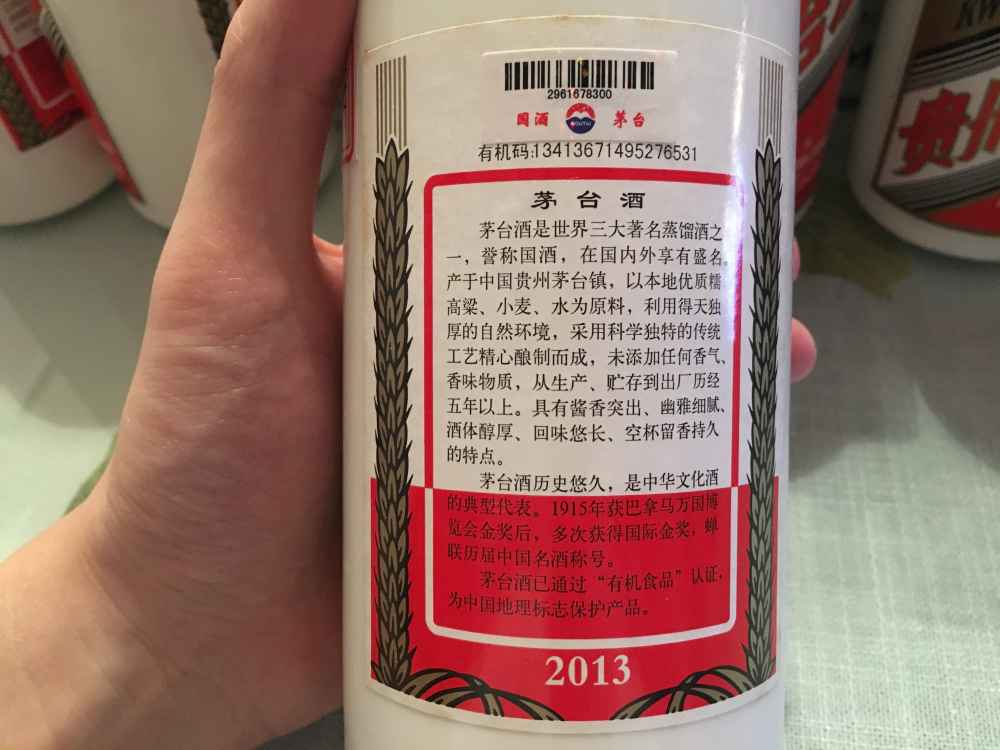 2961678300
国酒 茅台
有机码:13413671495276531
茅台酒
茅台酒是世界三大著名蒸馏酒之
一，誉称国酒，在国内外享有盛名。
产于中国贵州茅台镇，以本地优质糯
高粱、小麦、水为原料，利用得天独
厚的自然环境，采用科学独特的传统
工艺精心酿制而成，未添加任何香气、
香味物质，从生产、贮存到出厂历经
五年以上。具有酱香突出、幽雅细腻、
酒体醇厚、回味悠长、空杯留香持久
的特点。
茅台酒历史悠久，是中华文化酒
的典型代表。1915年获巴拿马万国博
览会金奖后，多次获得国际金奖，蝉
联历届中国名酒称号。
茅台酒已通过“有机食品”认证，
为中国地理标志保护产品。
2013
KW
贵州